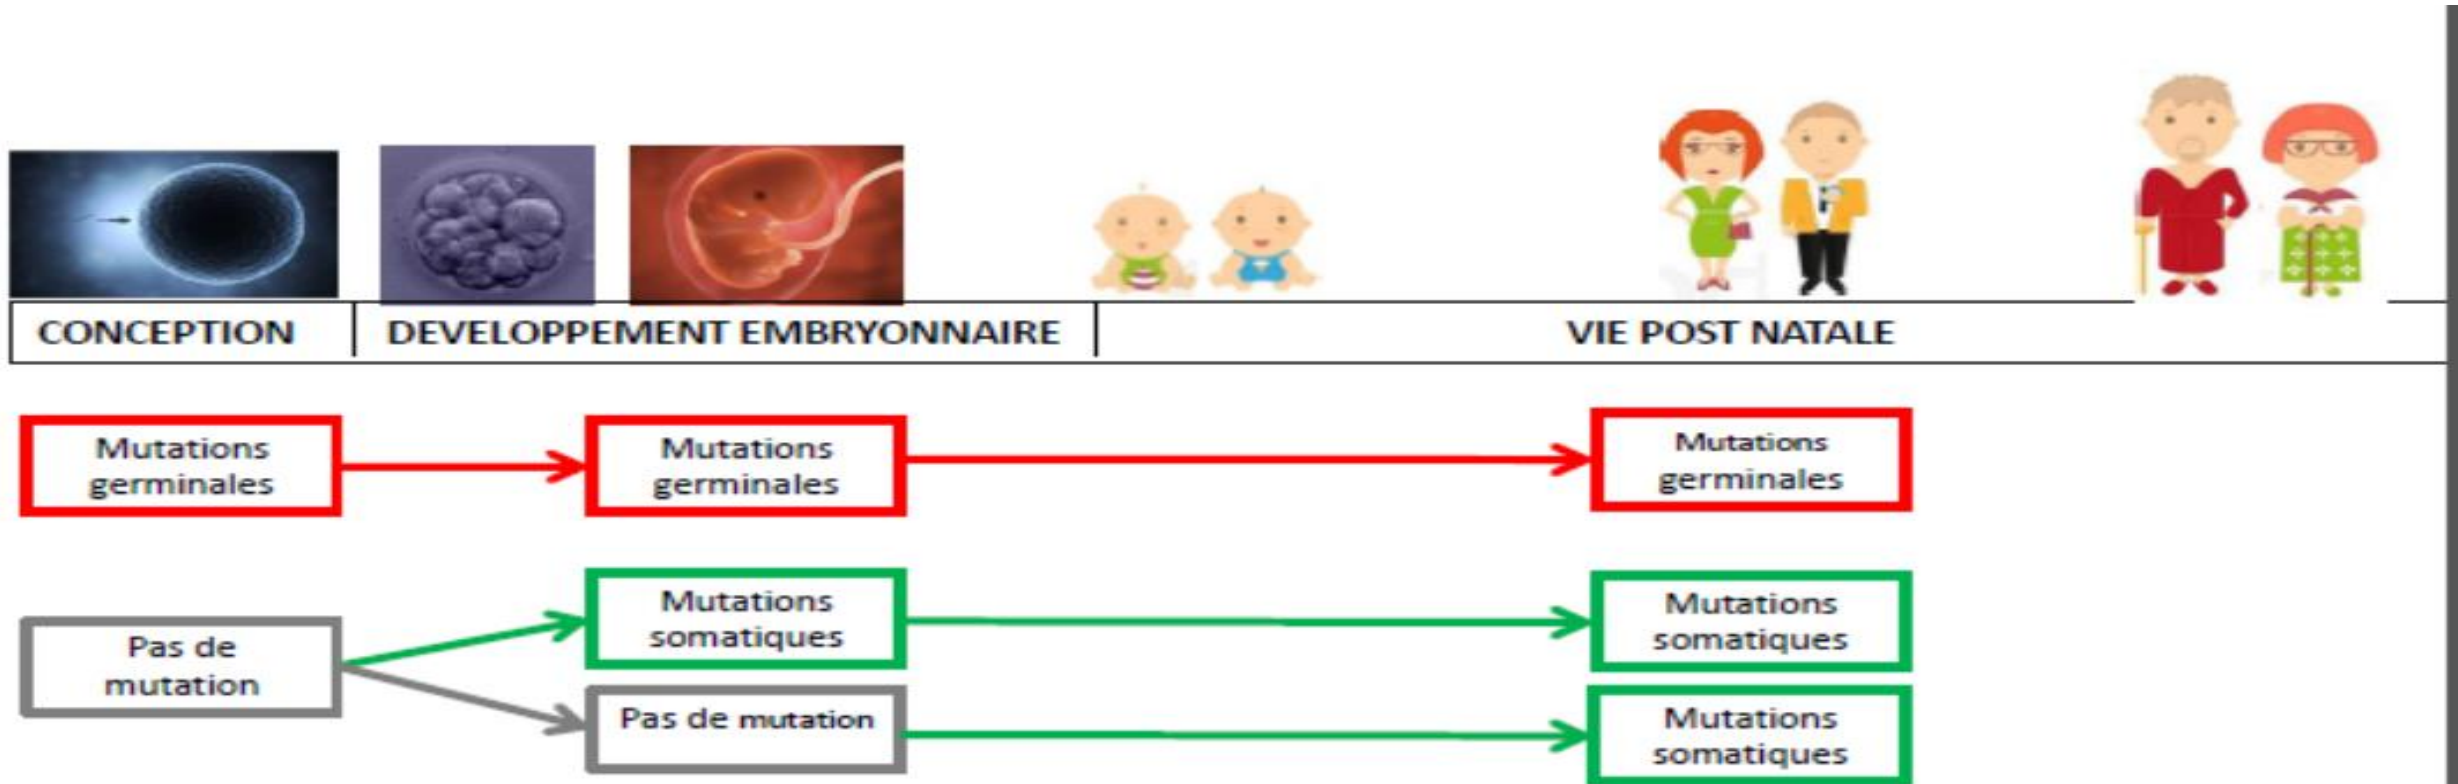 CONCEPTION
DEVELOPPEMENT EMBRYONNAIRE
VIE POST NATALE
Mutations
germinales
Mutations
germinales
Mutations
germinales
Pas de
mutation
Mutations
somatiques
Mutations
somatiques
Pas de mutation
Mutations
somatiques